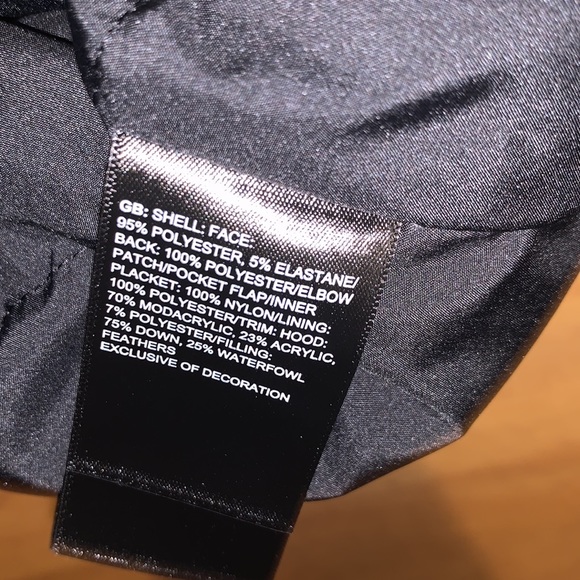 GB: SHELL: FACE:
95% POLYESTER, 5% ELASTANE/
BACK: 100% POLYESTER/ELBOW
PATCH/POCKET FLAP/INNER
PLACKET: 100% NYLON/LINING:
100% POLYESTER/TRIM: HOOD:
70% MODACRYLIC, 23% ACRYLIC,
7% POLYESTER/FILLING:
75% DOWN, 25% WATERFOWL
FEATHERS
EXCLUSIVE OF DECORATION